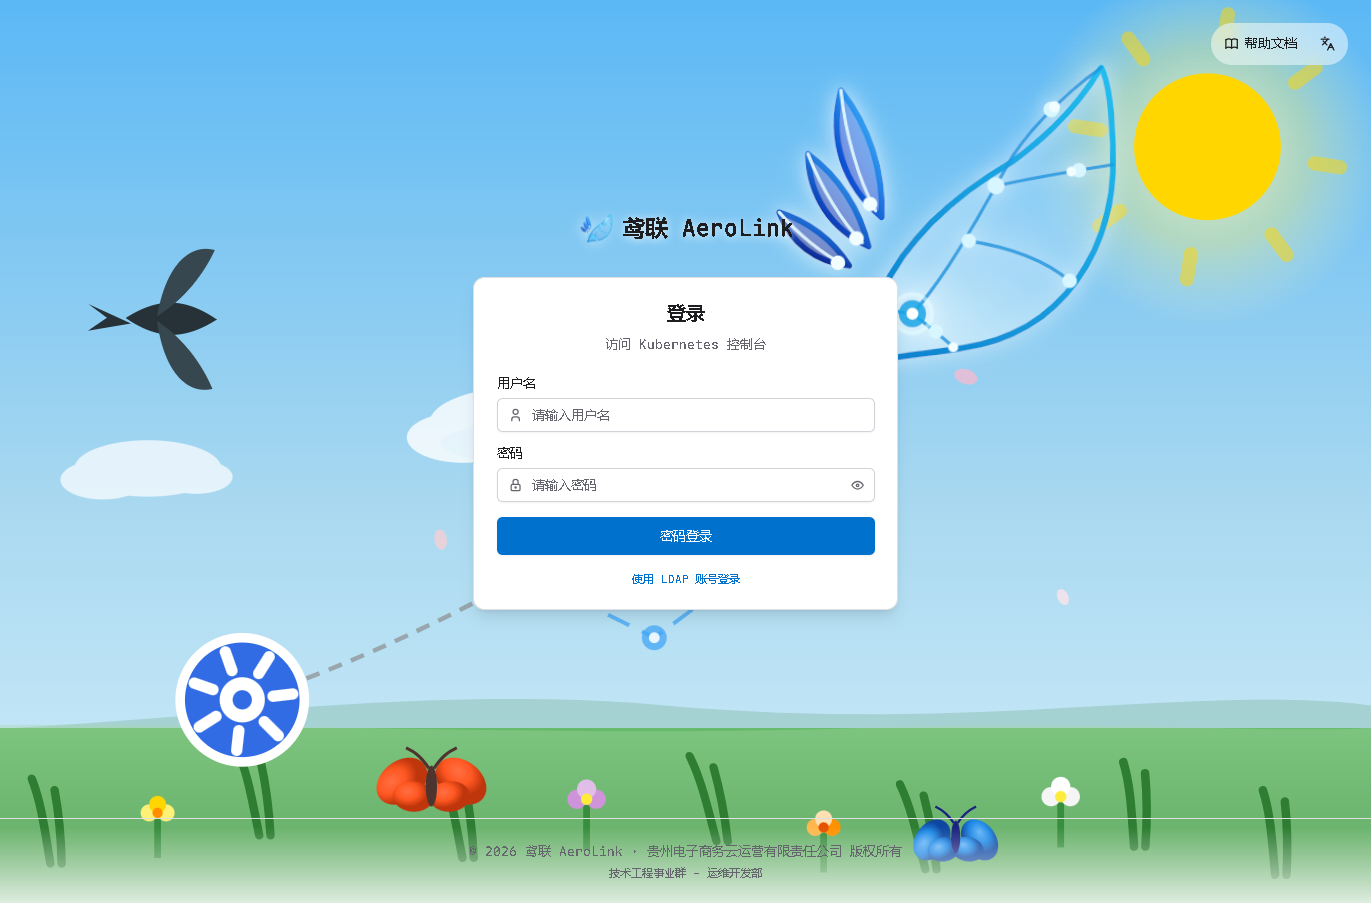 帮助文档
鸢联 AeroLink
登录
访问 Kubernetes 控制台
用户名
请输入用户名
密码
请输入密码
密码登录
使用 LDAP 账号登录
© 2026 鸢联 AeroLink · 贵州电子商务云运营有限责任公司 版权所有
技术工程事业群 - 运维开发部